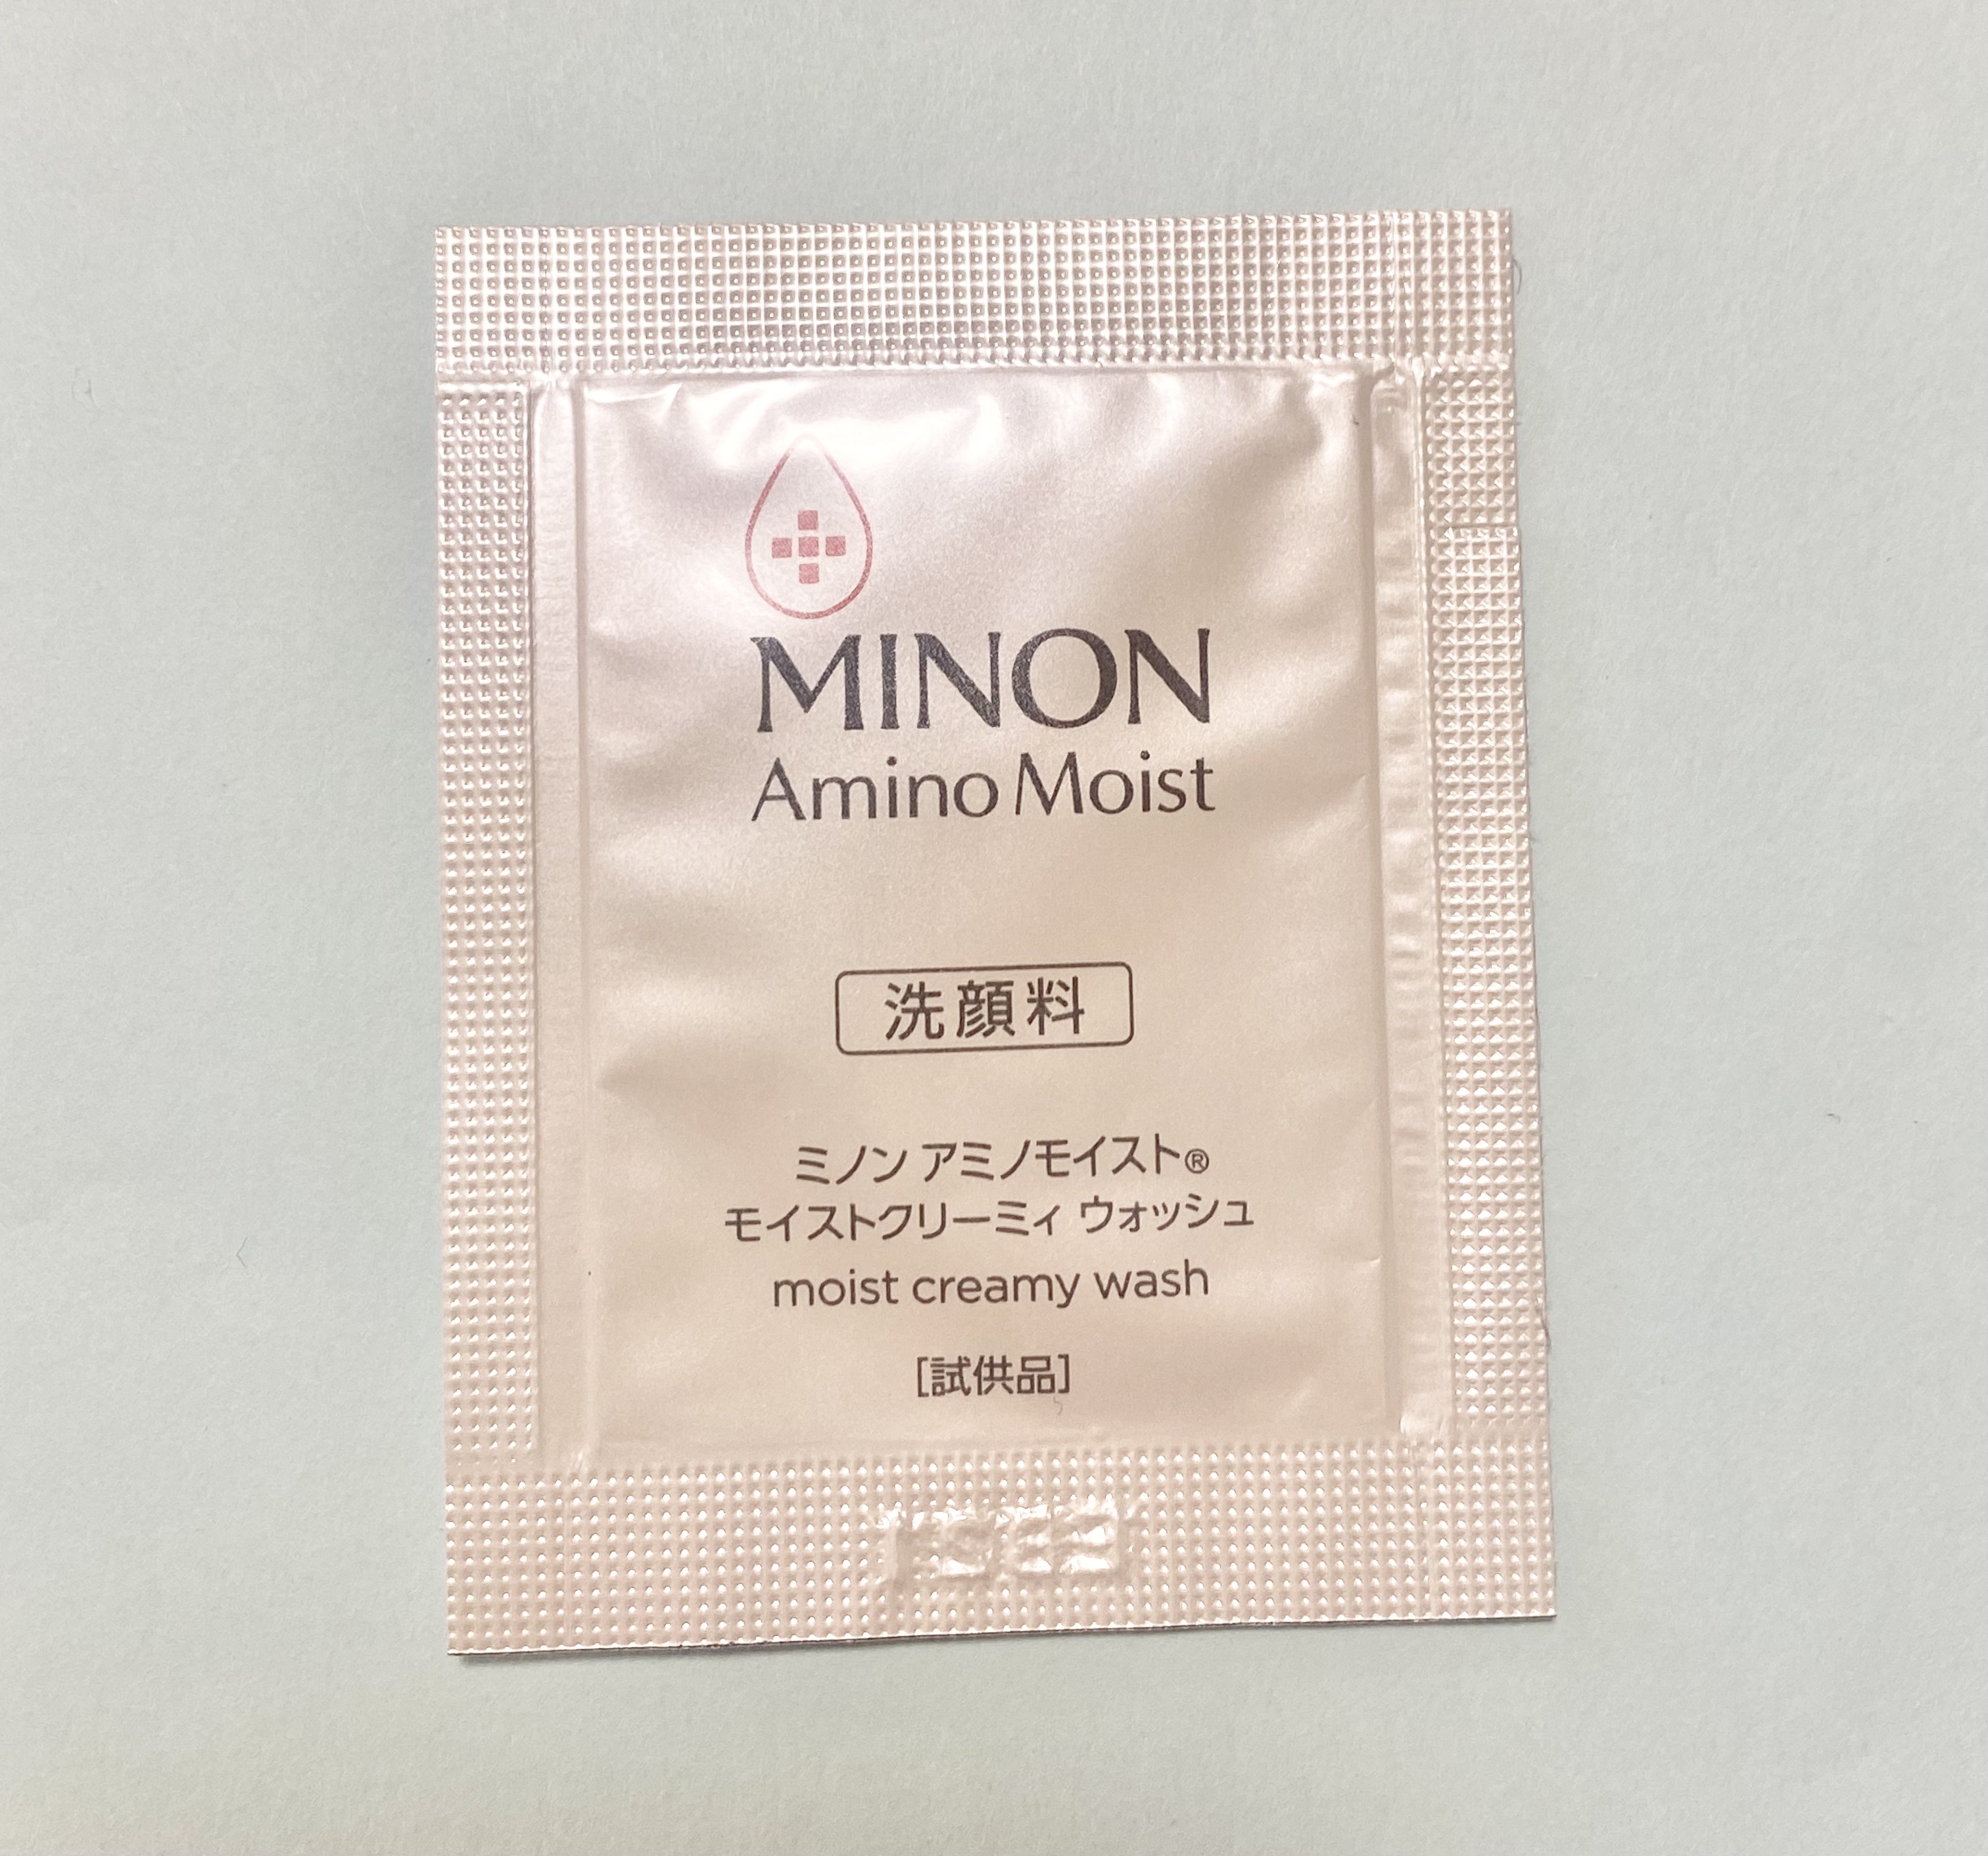 MINON
Amino Moist
洗顔料
ミノン アミノモイスト®
モイストクリーミィ ウォッシュ
moist creamy wash
[試供品]